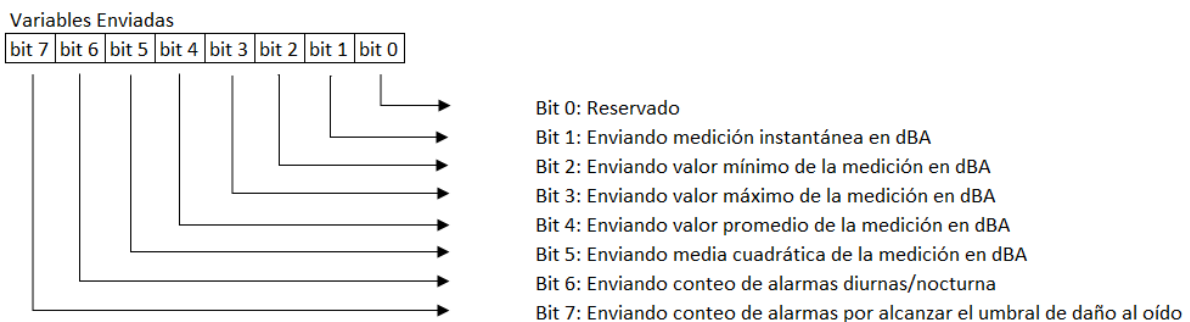 Variables Enviadas
bit 7 bit 6 bit 5 bit 4 bit 3 bit 2 bit 1 bit 0
Bit 0: Reservado
Bit 1: Enviando medición instantánea en dBA
Bit 2: Enviando valor mínimo de la medición en dBA
Bit 3: Enviando valor máximo de la medición en dBA
Bit 4: Enviando valor promedio de la medición en dBA
Bit 5: Enviando media cuadrática de la medición en dBA
Bit 6: Enviando conteo de alarmas diurnas/nocturna
Bit 7: Enviando conteo de alarmas por alcanzar el umbral de daño al oído